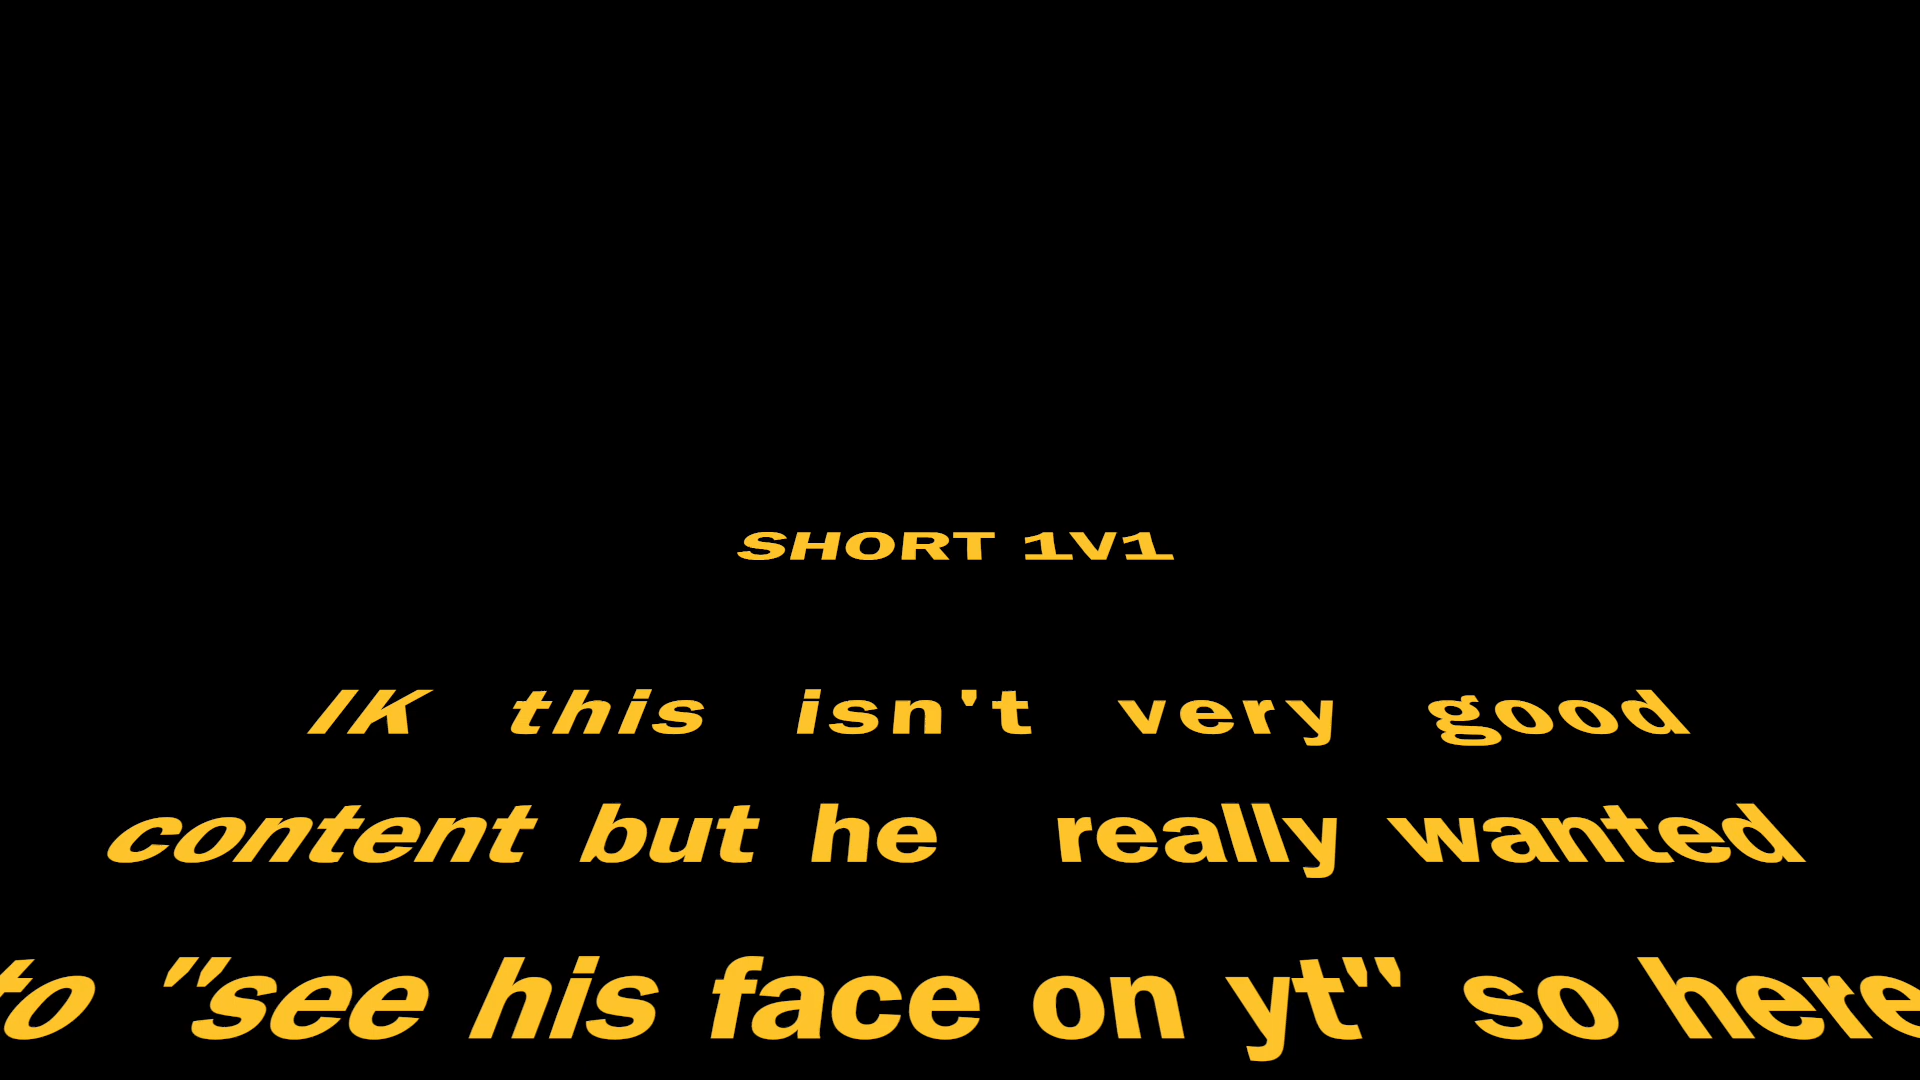 SHORT 1V1
IK this isn't very good
content but he really wanted
to "see his face on yt" so here